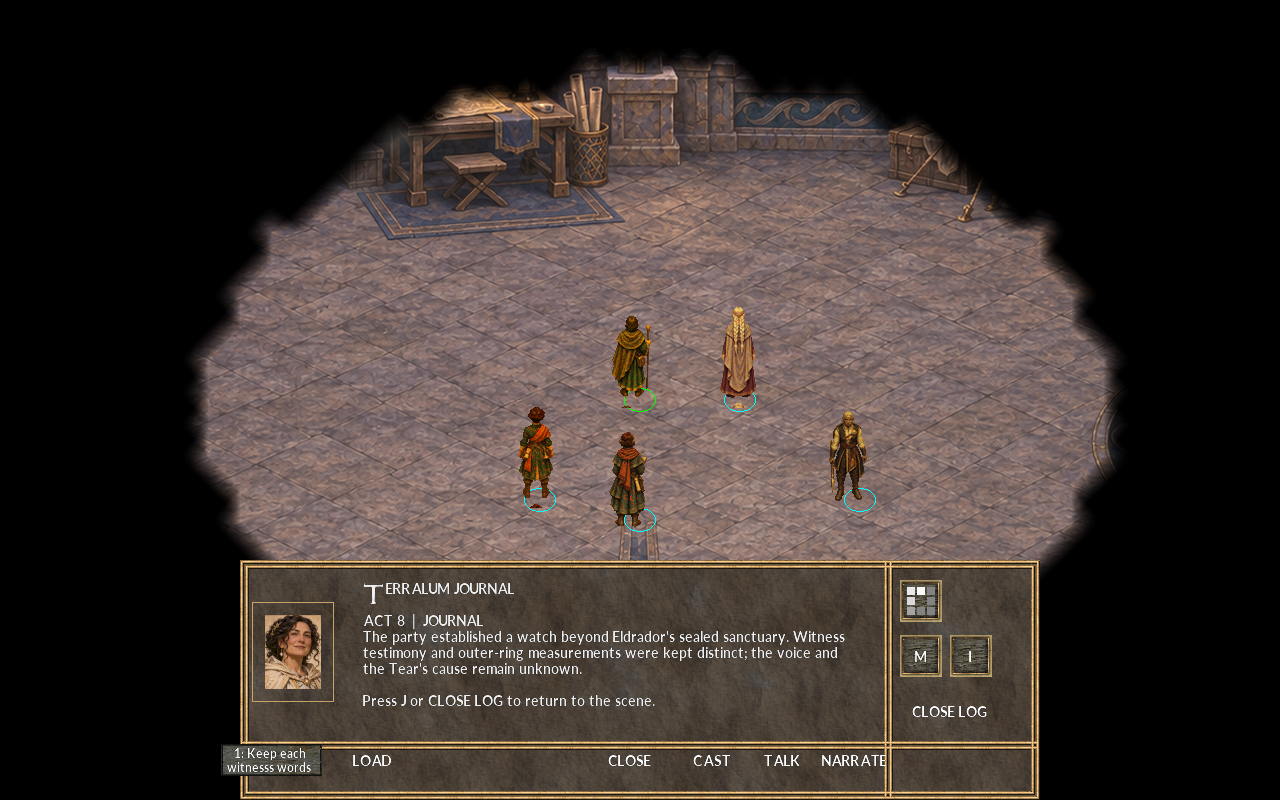 TERRALUM JOURNAL
ACT 8 | JOURNAL
The party established a watch beyond Eldrador's sealed sanctuary. Witness
testimony and outer-ring measurements were kept distinct; the voice and
the Tear's cause remain unknown.
Press J or CLOSE LOG to return to the scene.
M I
CLOSE LOG
1: Keep each
witnesss words
LOAD CLOSE CAST TALK NARRATE